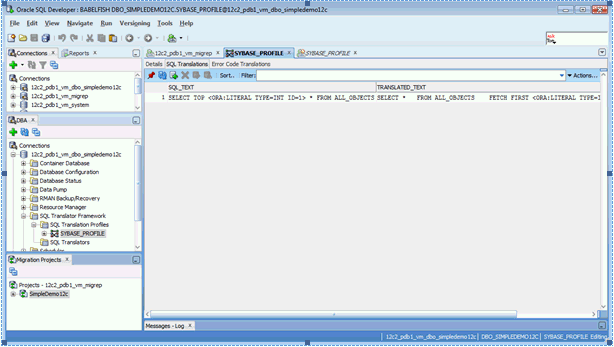 Oracle SQL Developer: BABELFISH DBO_SIMPLEDEMO12C.SYBASE_PROFILE@12c2_pdb1_vm_dbo_simpledemo12c
File Edit View Navigate Run Versioning Tools Help
Connections Reports
Connections
12c2_pdb1_vm_dbo_simpledemo12c
12c2_pdb1_vm_migrep
12c2_pdb1_vm_system
DBA
Connections
12c2_pdb1_vm_dbo_simpledemo12c
Container Database
Database Configuration
Database Status
Data Pump
RMAN Backup/Recovery
Resource Manager
SQL Translator Framework
SQL Translation Profiles
SYBASE_PROFILE
SQL Translators
Migration Projects
Projects - 12c2_pdb1_vm_migrep
SimpleDemo12c
12c2_pdb1_vm_migrep SYBASE_PROFILE SYBASE_PROFILE
Details SQL Translations Error Code Translations
Sort.. Filter: Actions...
SQL_TEXT TRANSLATED_TEXT
1 SELECT TOP <ORA:LITERAL TYPE=INT ID=1> * FROM ALL_OBJECTS SELECT * FROM ALL_OBJECTS FETCH FIRST <ORA:LITERAL TYPE=I
Messages - Log
12c2_pdb1_vm_dbo_simpledemo12c DBO_SIMPLEDEMO12C SYBASE_PROFILE Editing